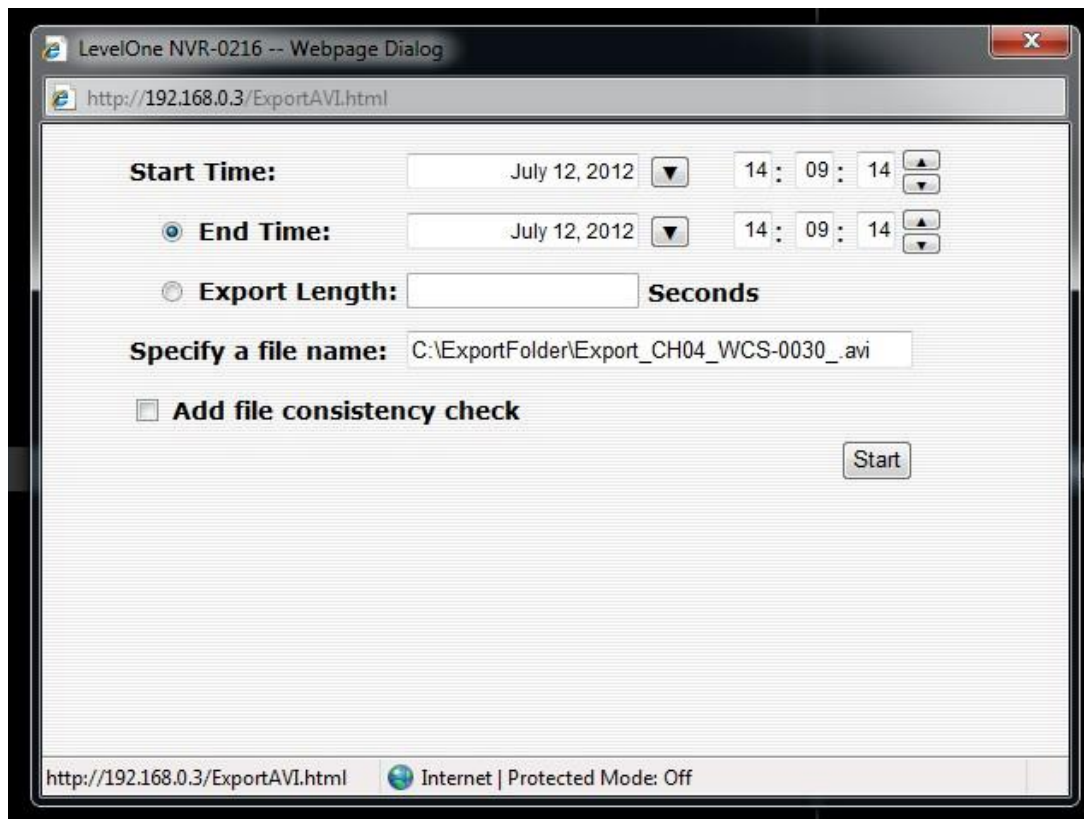 LevelOne NVR-0216 -- Webpage Dialog
http://192.168.0.3/ExportAVI.html
Start Time: July 12, 2012 14 : 09 : 14
End Time: July 12, 2012 14 : 09 : 14
Export Length: Seconds
Specify a file name: C:\ExportFolder\Export_CH04_WCS-0030_.avi
Add file consistency check
Start
http://192.168.0.3/ExportAVI.html Internet | Protected Mode: Off